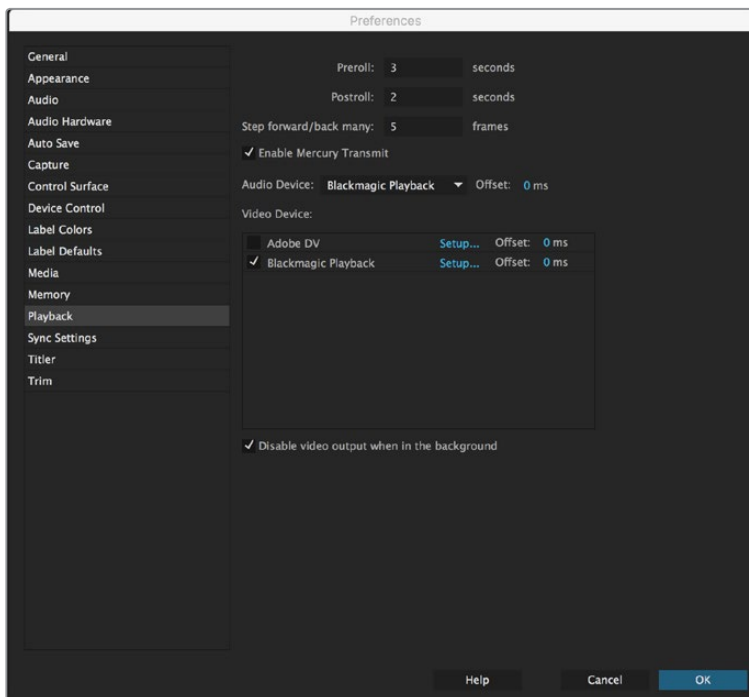 Preferences
General
Appearance
Audio
Audio Hardware
Auto Save
Capture
Control Surface
Device Control
Label Colors
Label Defaults
Media
Memory
Playback
Sync Settings
Titler
Trim
Preroll: 3 seconds
Postroll: 2 seconds
Step forward/back many: 5 frames
Enable Mercury Transmit
Audio Device: Blackmagic Playback Offset: 0 ms
Video Device:
Adobe DV Setup... Offset: 0 ms
Blackmagic Playback Setup... Offset: 0 ms
Disable video output when in the background
Help Cancel OK